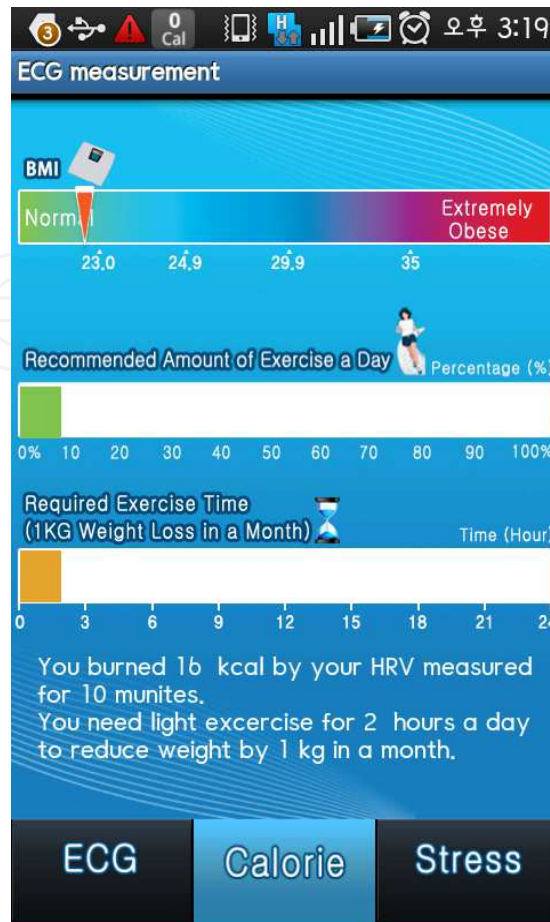 3
0
Cal
H
오후 3:19
ECG measurement
BMI
Normal
Extremely
Obese
23.0 24.9 29.9 35
Recommended Amount of Exercise a Day
Percentage (%)
0% 10 20 30 40 50 60 70 80 90 100%
Required Exercise Time
(1KG Weight Loss in a Month)
Time (Hour)
0 3 6 9 12 15 18 21 24
You burned 16 kcal by your HRV measured
for 10 munites.
You need light excercise for 2 hours a day
to reduce weight by 1 kg in a month.
ECG Calorie Stress